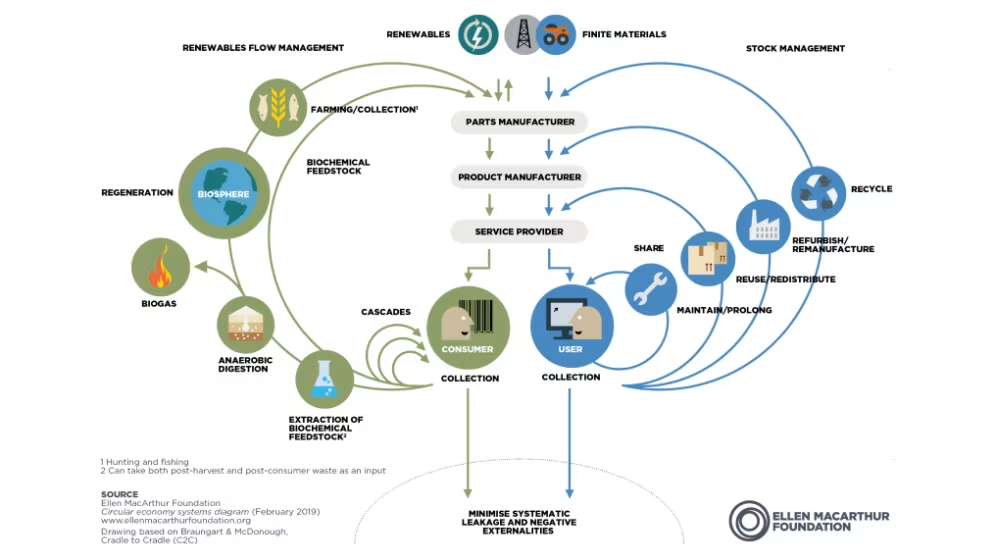 RENEWABLES
FINITE MATERIALS
RENEWABLES FLOW MANAGEMENT
STOCK MANAGEMENT
FARMING/COLLECTION¹
PARTS MANUFACTURER
BIOCHEMICAL
FEEDSTOCK
PRODUCT MANUFACTURER
REGENERATION
BIOSPHERE
RECYCLE
SERVICE PROVIDER
SHARE
REFURBISH/
REMANUFACTURE
REUSE/REDISTRIBUTE
BIOGAS
CASCADES
MAINTAIN/PROLONG
CONSUMER
USER
ANAEROBIC
DIGESTION
COLLECTION
COLLECTION
EXTRACTION OF
BIOCHEMICAL
FEEDSTOCK²
1 Hunting and fishing
2 Can take both post-harvest and post-consumer waste as an input
SOURCE
Ellen MacArthur Foundation
Circular economy systems diagram (February 2019)
www.ellenmacarthurfoundation.org
Drawing based on Braungart & McDonough,
Cradle to Cradle (C2C)
MINIMISE SYSTEMATIC
LEAKAGE AND NEGATIVE
EXTERNALITIES
ELLEN MACARTHUR
FOUNDATION